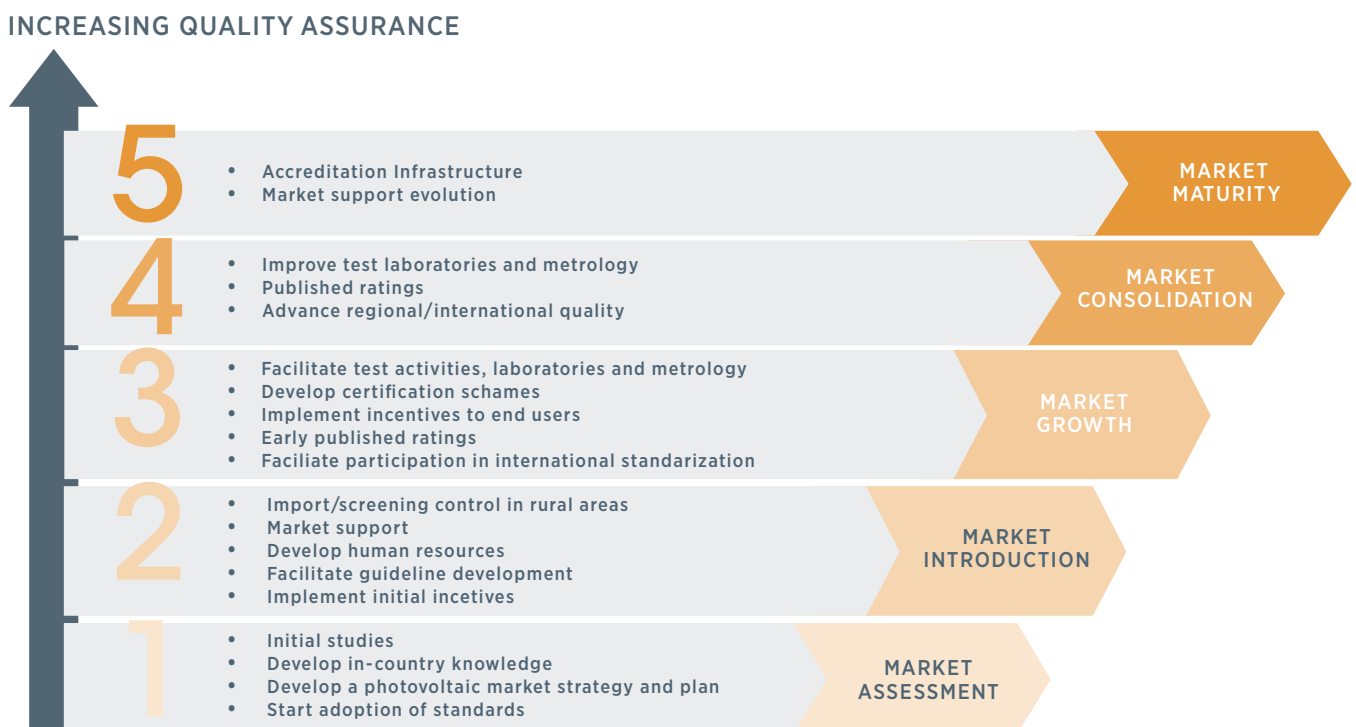 INCREASING QUALITY ASSURANCE
5
• Accreditation Infrastructure
• Market support evolution
MARKET
MATURITY
4
• Improve test laboratories and metrology
• Published ratings
• Advance regional/international quality
MARKET
CONSOLIDATION
3
• Facilitate test activities, laboratories and metrology
• Develop certification schames
• Implement incentives to end users
• Early published ratings
• Faciliate participation in international standarization
MARKET
GROWTH
2
• Import/screening control in rural areas
• Market support
• Develop human resources
• Facilitate guideline development
• Implement initial incetives
MARKET
INTRODUCTION
1
• Initial studies
• Develop in-country knowledge
• Develop a photovoltaic market strategy and plan
• Start adoption of standards
MARKET
ASSESSMENT